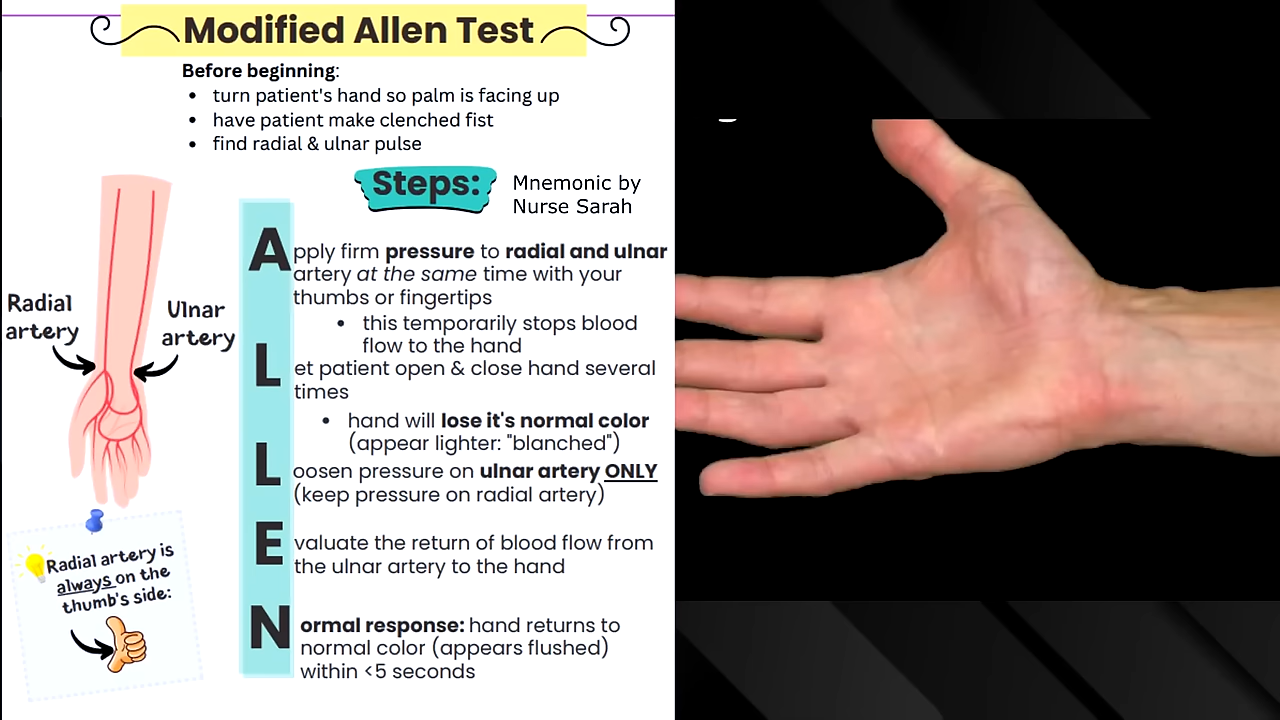 Modified Allen Test
Before beginning:
• turn patient's hand so palm is facing up
• have patient make clenched fist
• find radial & ulnar pulse
Steps:
Mnemonic by
Nurse Sarah
Apply firm pressure to radial and ulnar
artery at the same time with your
thumbs or fingertips
• this temporarily stops blood
flow to the hand
Let patient open & close hand several
times
• hand will lose it's normal color
(appear lighter: "blanched")
Loosen pressure on ulnar artery ONLY
(keep pressure on radial artery)
Evaluate the return of blood flow from
the ulnar artery to the hand
Normal response: hand returns to
normal color (appears flushed)
within <5 seconds
Radial
artery
Ulnar
artery
Radial artery is
always on the
thumb's side: